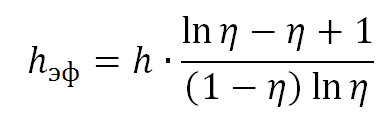 h_эф = h · (ln η − η + 1) / ((1 − η) ln η)